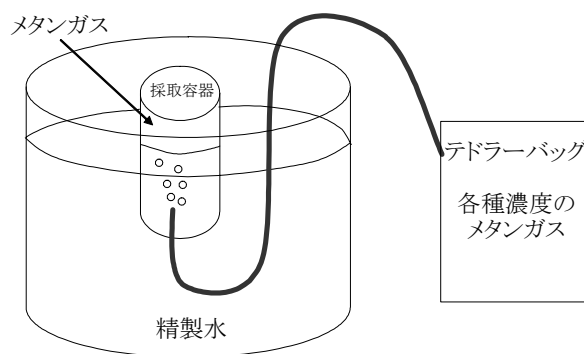 メタンガス
採取容器
テドラーバッグ
各種濃度の
メタンガス
精製水